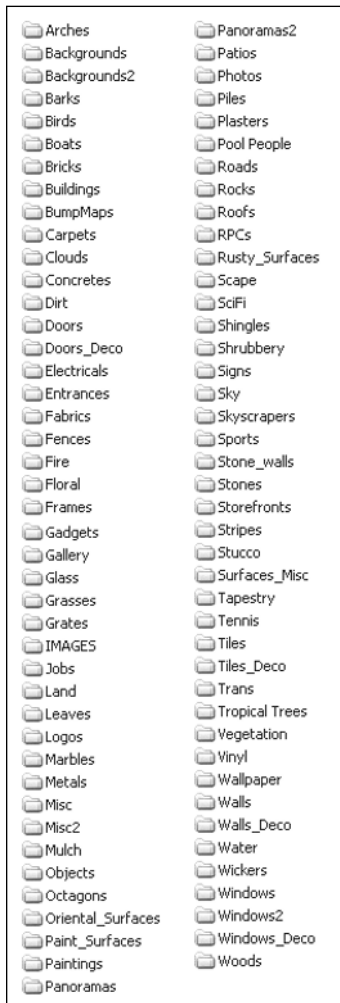 Arches
Backgrounds
Backgrounds2
Barks
Birds
Boats
Bricks
Buildings
BumpMaps
Carpets
Clouds
Concretes
Dirt
Doors
Doors_Deco
Electricals
Entrances
Fabrics
Fences
Fire
Floral
Frames
Gadgets
Gallery
Glass
Grasses
Grates
IMAGES
Jobs
Land
Leaves
Logos
Marbles
Metals
Misc
Misc2
Mulch
Objects
Octagons
Oriental_Surfaces
Paint_Surfaces
Paintings
Panoramas
Panoramas2
Patios
Photos
Piles
Plasters
Pool People
Roads
Rocks
Roofs
RPCs
Rusty_Surfaces
Scape
SciFi
Shingles
Shrubbery
Signs
Sky
Skyscrapers
Sports
Stone_walls
Stones
Storefronts
Stripes
Stucco
Surfaces_Misc
Tapestry
Tennis
Tiles
Tiles_Deco
Trans
Tropical Trees
Vegetation
Vinyl
Wallpaper
Walls
Walls_Deco
Water
Wickers
Windows
Windows2
Windows_Deco
Woods